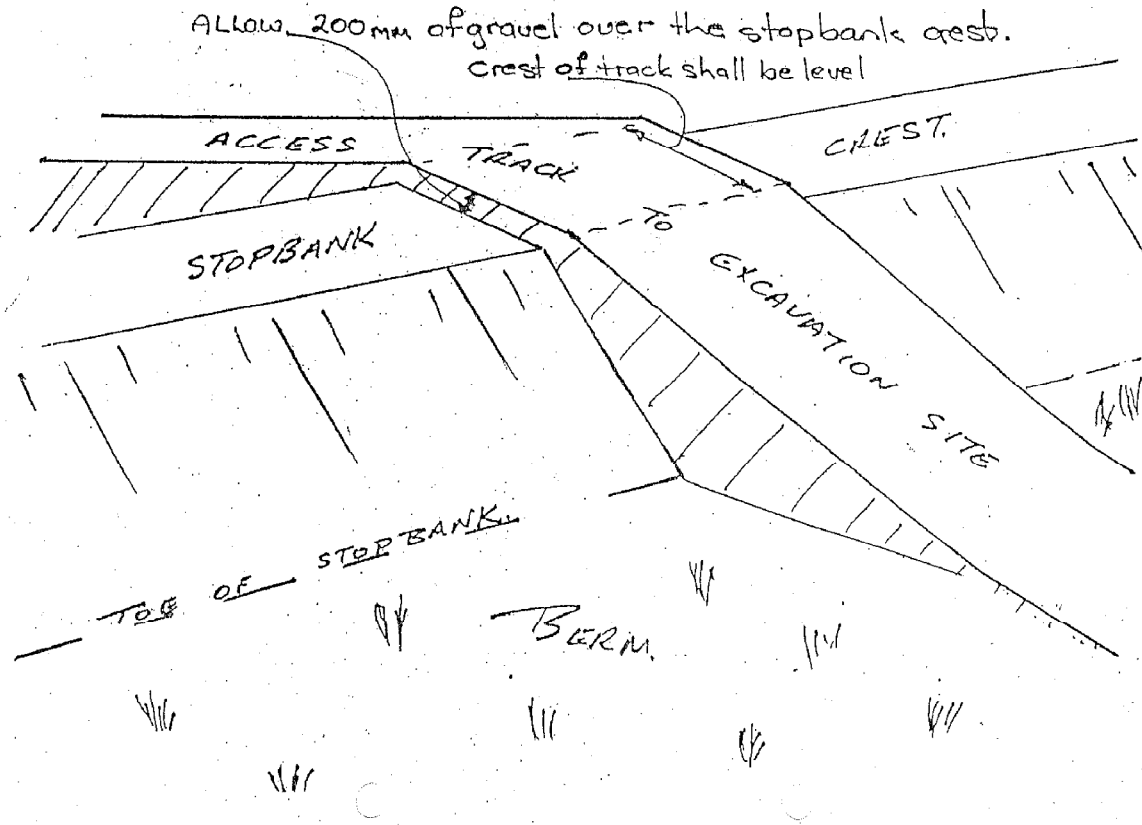 ALLOW 200mm of gravel over the stopbank crest.
Crest of track shall be level
ACCESS TRACK TO EXCAVATION SITE
CREST.
STOPBANK
TOE OF STOPBANK.
BERM.